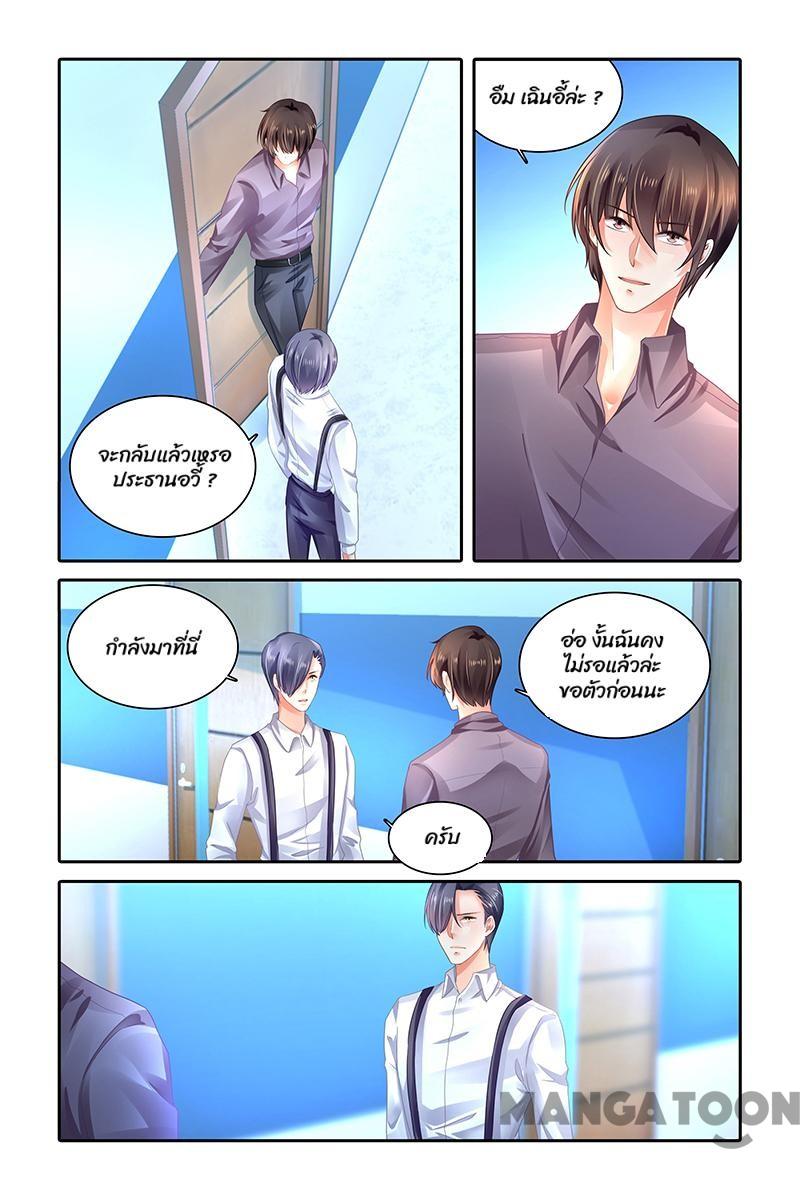 จะกลับแล้วเหรอ
ประธานอวี้ ?
อืม เฉินอี้ล่ะ ?
กำลังมาที่นี่
อ่อ งั้นฉันคง
ไม่รอแล้วล่ะ
ขอตัวก่อนนะ
ครับ
MANGATOON